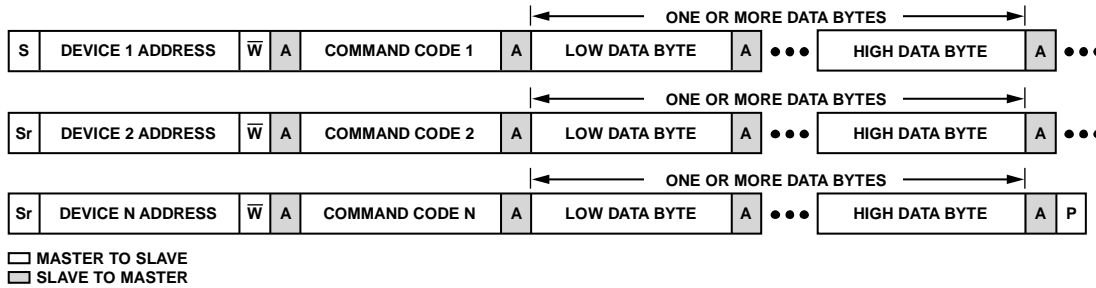 ONE OR MORE DATA BYTES
S DEVICE 1 ADDRESS W̅ A COMMAND CODE 1 A LOW DATA BYTE A ••• HIGH DATA BYTE A •••
ONE OR MORE DATA BYTES
Sr DEVICE 2 ADDRESS W̅ A COMMAND CODE 2 A LOW DATA BYTE A ••• HIGH DATA BYTE A •••
ONE OR MORE DATA BYTES
Sr DEVICE N ADDRESS W̅ A COMMAND CODE N A LOW DATA BYTE A ••• HIGH DATA BYTE A P
MASTER TO SLAVE
SLAVE TO MASTER